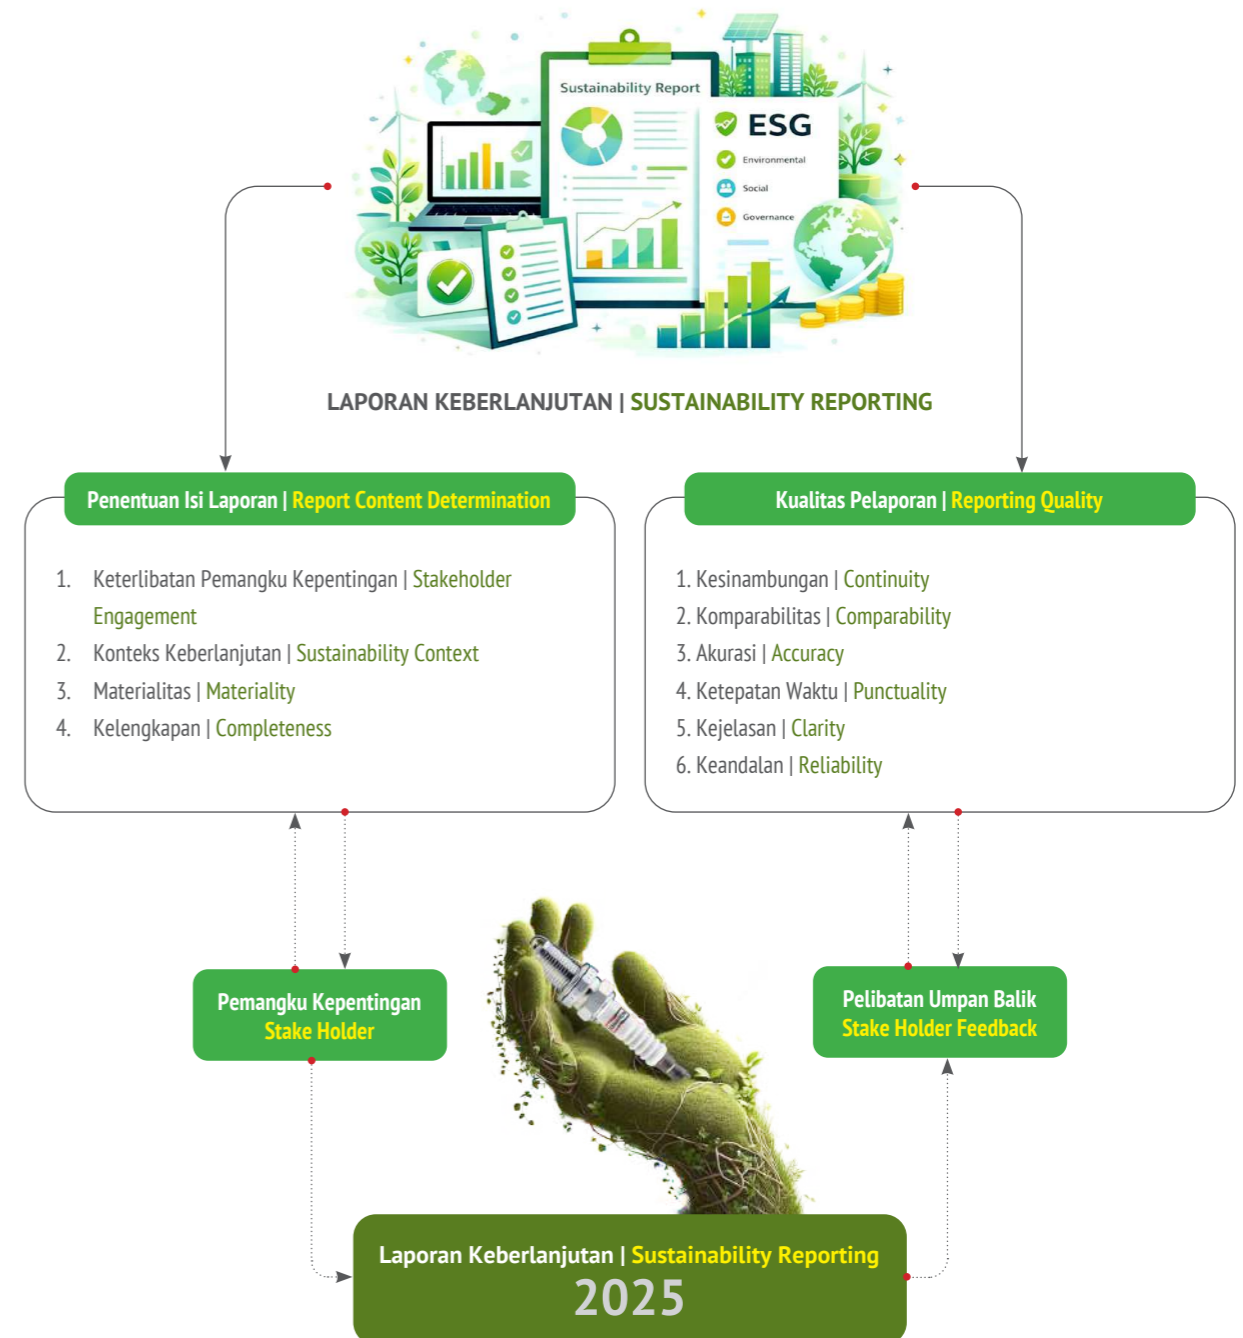 Sustainability Report
ESG
Environmental
Social
Governance
LAPORAN KEBERLANJUTAN | SUSTAINABILITY REPORTING
Penentuan Isi Laporan | Report Content Determination
1. Keterlibatan Pemangku Kepentingan | Stakeholder
Engagement
2. Konteks Keberlanjutan | Sustainability Context
3. Materialitas | Materiality
4. Kelengkapan | Completeness
Kualitas Pelaporan | Reporting Quality
1. Kesinambungan | Continuity
2. Komparabilitas | Comparability
3. Akurasi | Accuracy
4. Ketepatan Waktu | Punctuality
5. Kejelasan | Clarity
6. Keandalan | Reliability
Pemangku Kepentingan
Stake Holder
Pelibatan Umpan Balik
Stake Holder Feedback
Laporan Keberlanjutan | Sustainability Reporting
2025